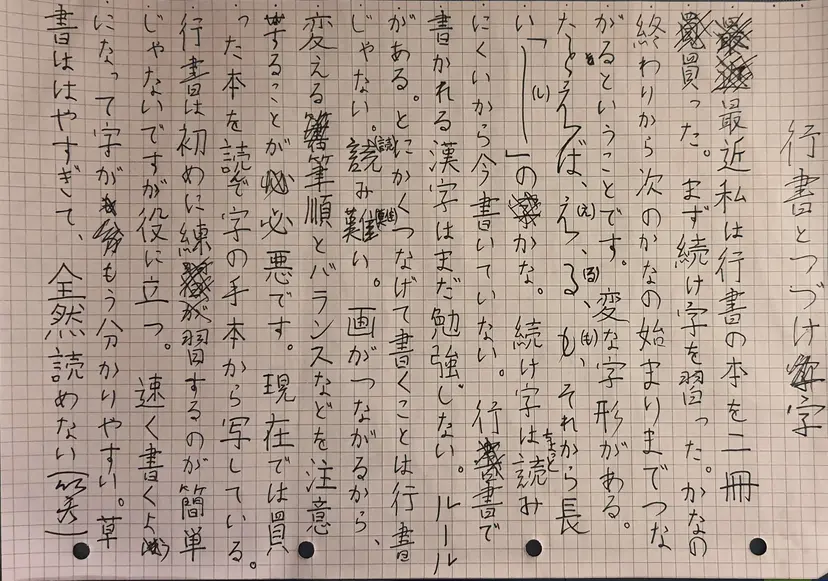 行書とつづけ字
最近私は行書の本を二冊
買った。まず続け字を習った。かなの
終わりから次のかなの始まりまでつな
がるということです。変な字形がある。
たとえば、え(え)、る(る)、も(も)、それから長
い「し(し)」のかな。続け字はちょっと読み
にくいから今書いていない。行書で
書かれる漢字はまだ勉強しない。ルール
がある。とにかくつなげて書くことは行書
じゃない。読(読)み難(難)い。画がつながるから、
変える筆順とバランスなどを注意
することが必悪です。現在では買
った本を読んで字の手本から写している。
行書は初めに練習するのが簡単
じゃないですが役に立つ。速く書くよ(よう)
になって字がもう分かりやすい。草
書ははやすぎて、全然読めない(笑)